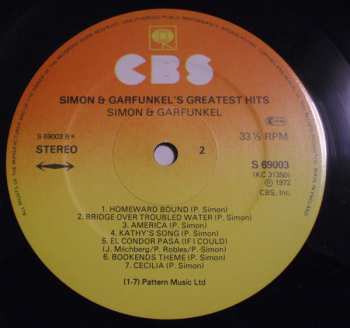 CBS
SIMON & GARFUNKEL'S GREATEST HITS
SIMON & GARFUNKEL
S 69003 B
STEREO
2
33⅓ RPM
S 69003
(KC 31350)
℗ 1972
CBS, Inc.
1. HOMEWARD BOUND (P. Simon)
2. BRIDGE OVER TROUBLED WATER (P. Simon)
3. AMERICA (P. Simon)
4. KATHY'S SONG (P. Simon)
5. EL CONDOR PASA (IF I COULD)
(J. Michberg/P. Robles/P. Simon)
6. BOOKENDS THEME (P. Simon)
7. CECILIA (P. Simon)
(1-7) Pattern Music Ltd